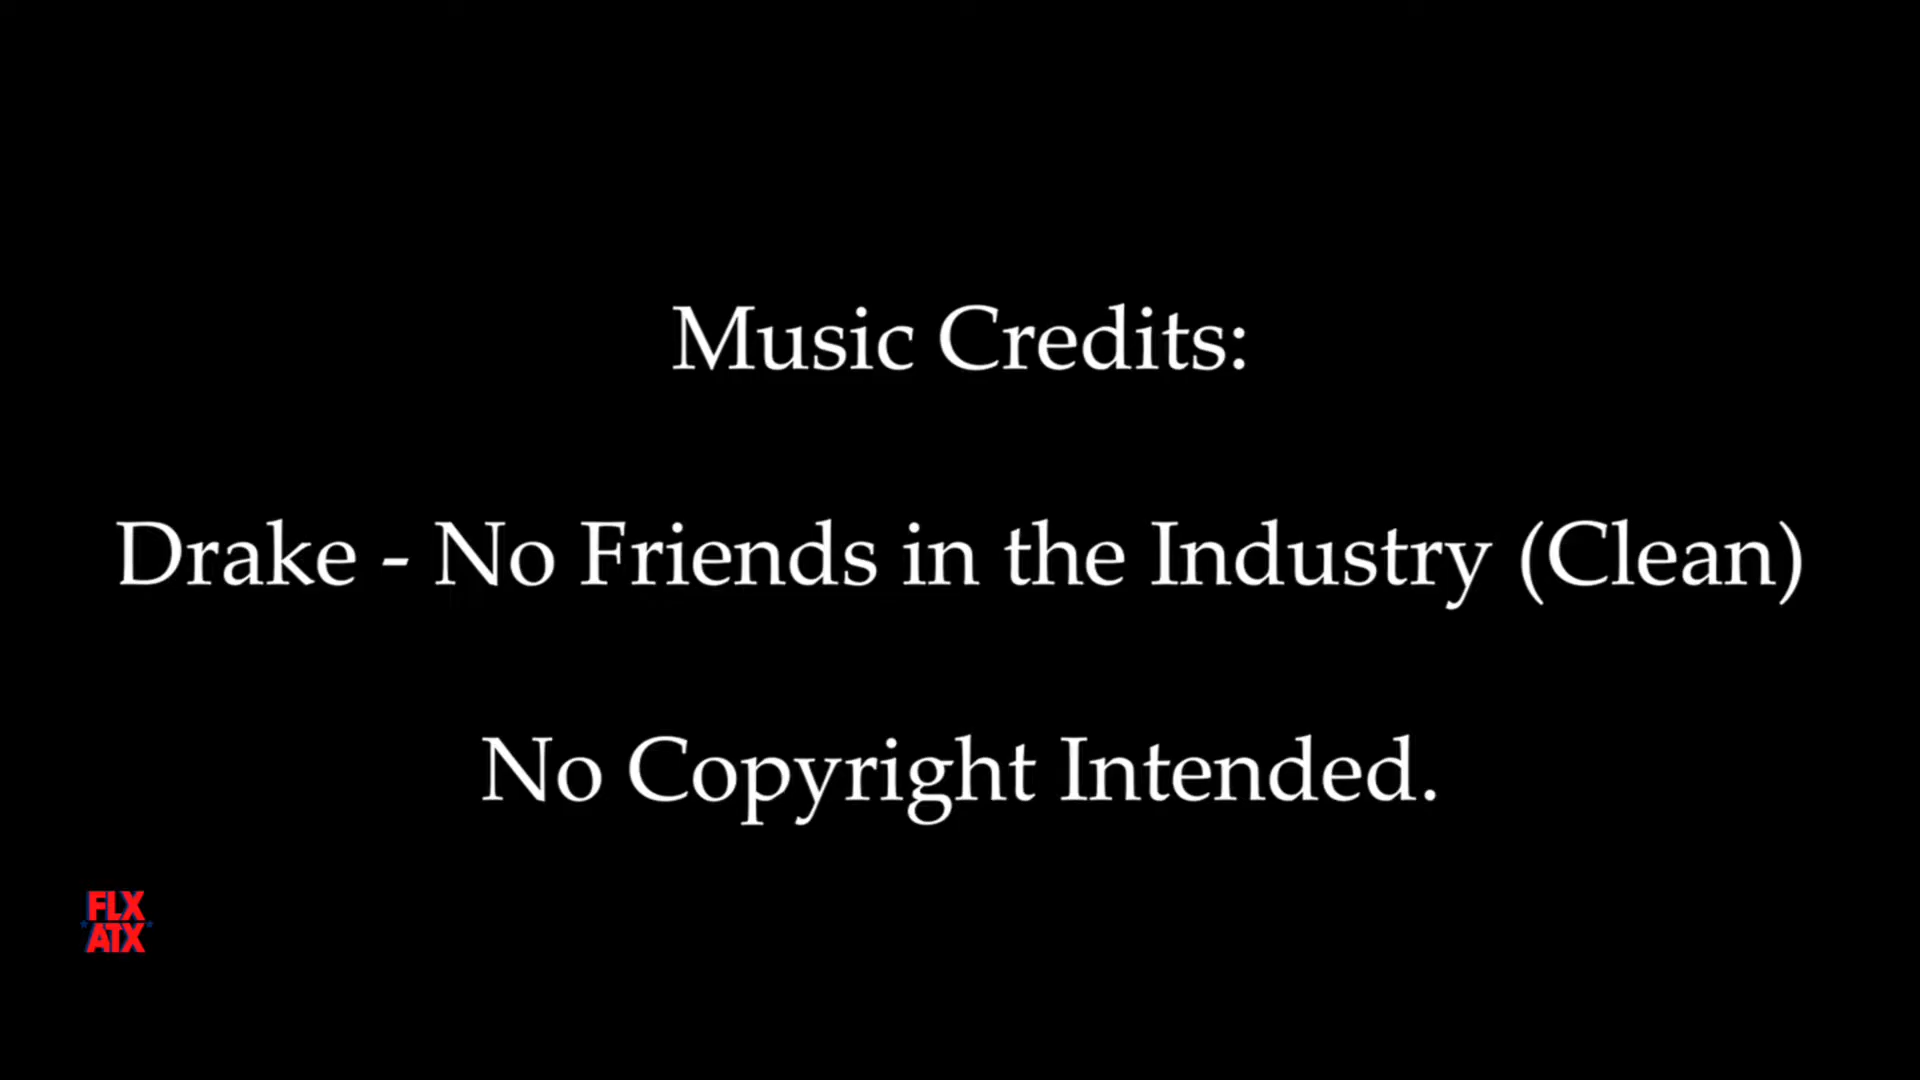 Music Credits:
Drake - No Friends in the Industry (Clean)
No Copyright Intended.
FLX
ATX